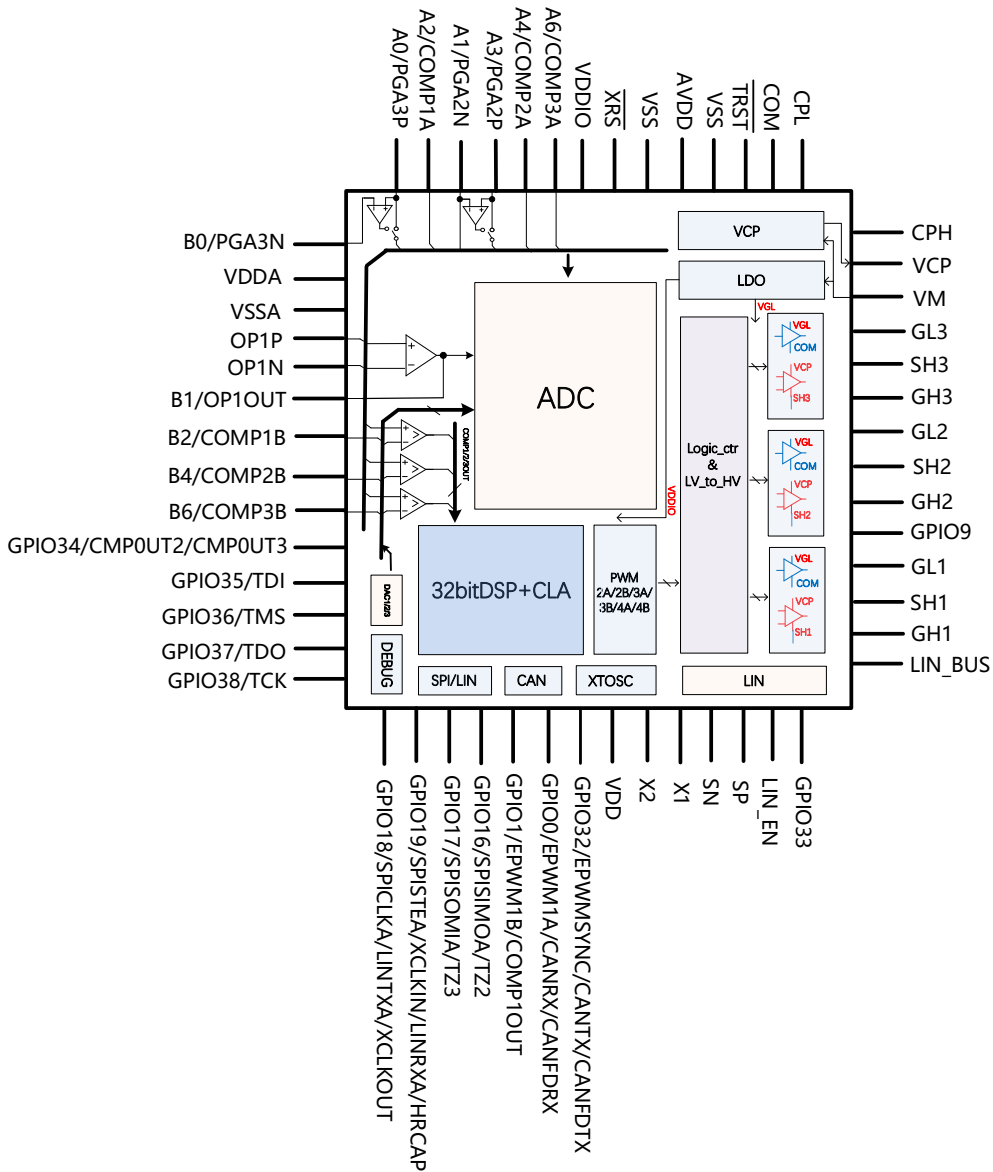 A0/PGA3P
A2/COMP1A
A1/PGA2N
A3/PGA2P
A4/COMP2A
A6/COMP3A
VDDIO
XRS
VSS
AVDD
VSS
TRST
COM
CPL
B0/PGA3N
VDDA
VSSA
OP1P
OP1N
B1/OP1OUT
B2/COMP1B
B4/COMP2B
B6/COMP3B
GPIO34/CMP0UT2/CMP0UT3
GPIO35/TDI
GPIO36/TMS
GPIO37/TDO
GPIO38/TCK
VCP
LDO
VGL
ADC
COMP1/2/3OUT
VDDIO
Logic_ctr
&
LV_to_HV
VGL
COM
VCP
SH3
VGL
COM
VCP
SH2
VGL
COM
VCP
SH1
DAC1/2/3
32bitDSP+CLA
PWM
2A/2B/3A/
3B/4A/4B
DEBUG
SPI/LIN
CAN
XTOSC
LIN
CPH
VCP
VM
GL3
SH3
GH3
GL2
SH2
GH2
GPIO9
GL1
SH1
GH1
LIN_BUS
GPIO18/SPICLKA/LINTXA/XCLKOUT
GPIO19/SPISTEA/XCLKIN/LINRXA/HRCAP
GPIO17/SPISOMIA/TZ3
GPIO16/SPISIMOA/TZ2
GPIO1/EPWM1B/COMP1OUT
GPIO0/EPWM1A/CANRX/CANFDRX
GPIO32/EPWMSYNC/CANTX/CANFDTX
VDD
X2
X1
SN
SP
LIN_EN
GPIO33